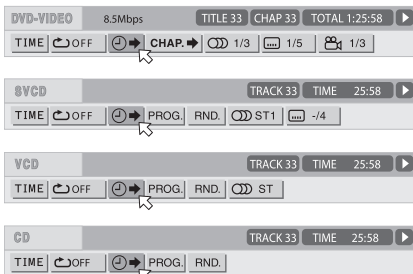 DVD-VIDEO 8.5Mbps TITLE 33 CHAP 33 TOTAL 1:25:58
TIME OFF CHAP. 1/3 1/5 1/3
SVCD TRACK 33 TIME 25:58
TIME OFF PROG. RND. ST1 -/4
VCD TRACK 33 TIME 25:58
TIME OFF PROG. RND. ST
CD TRACK 33 TIME 25:58
TIME OFF PROG. RND.